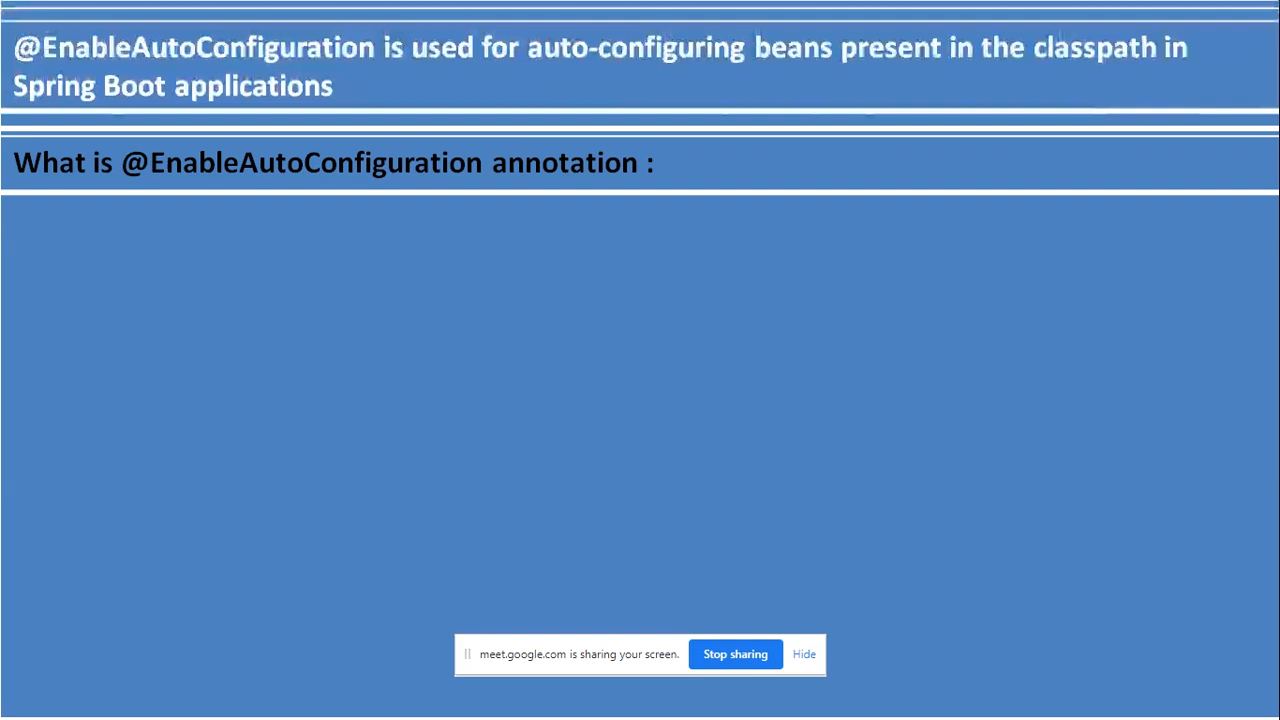 @EnableAutoConfiguration is used for auto-configuring beans present in the classpath in
Spring Boot applications
What is @EnableAutoConfiguration annotation :
meet.google.com is sharing your screen. Stop sharing Hide